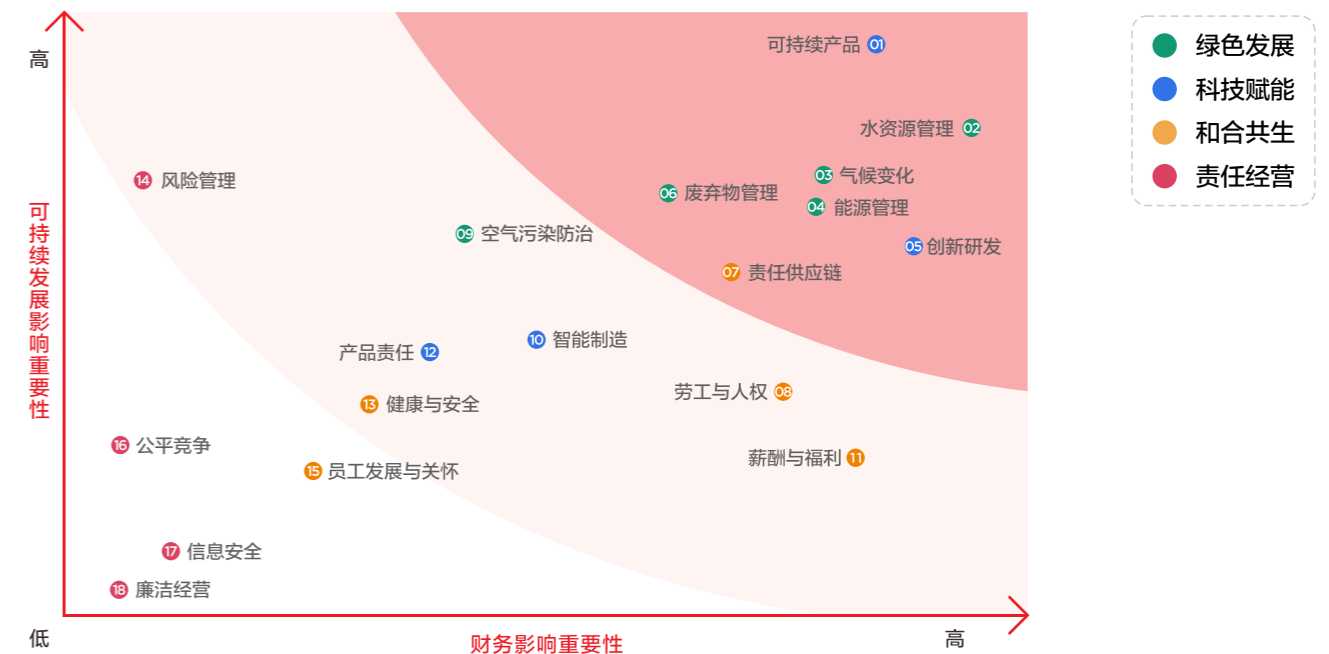 高
可持续发展影响重要性
低
财务影响重要性
高
可持续产品 01
水资源管理 02
03 气候变化
06 废弃物管理
04 能源管理
05 创新研发
07 责任供应链
14 风险管理
09 空气污染防治
10 智能制造
产品责任 12
劳工与人权 08
13 健康与安全
16 公平竞争
薪酬与福利 11
15 员工发展与关怀
17 信息安全
18 廉洁经营
绿色发展
科技赋能
和合共生
责任经营